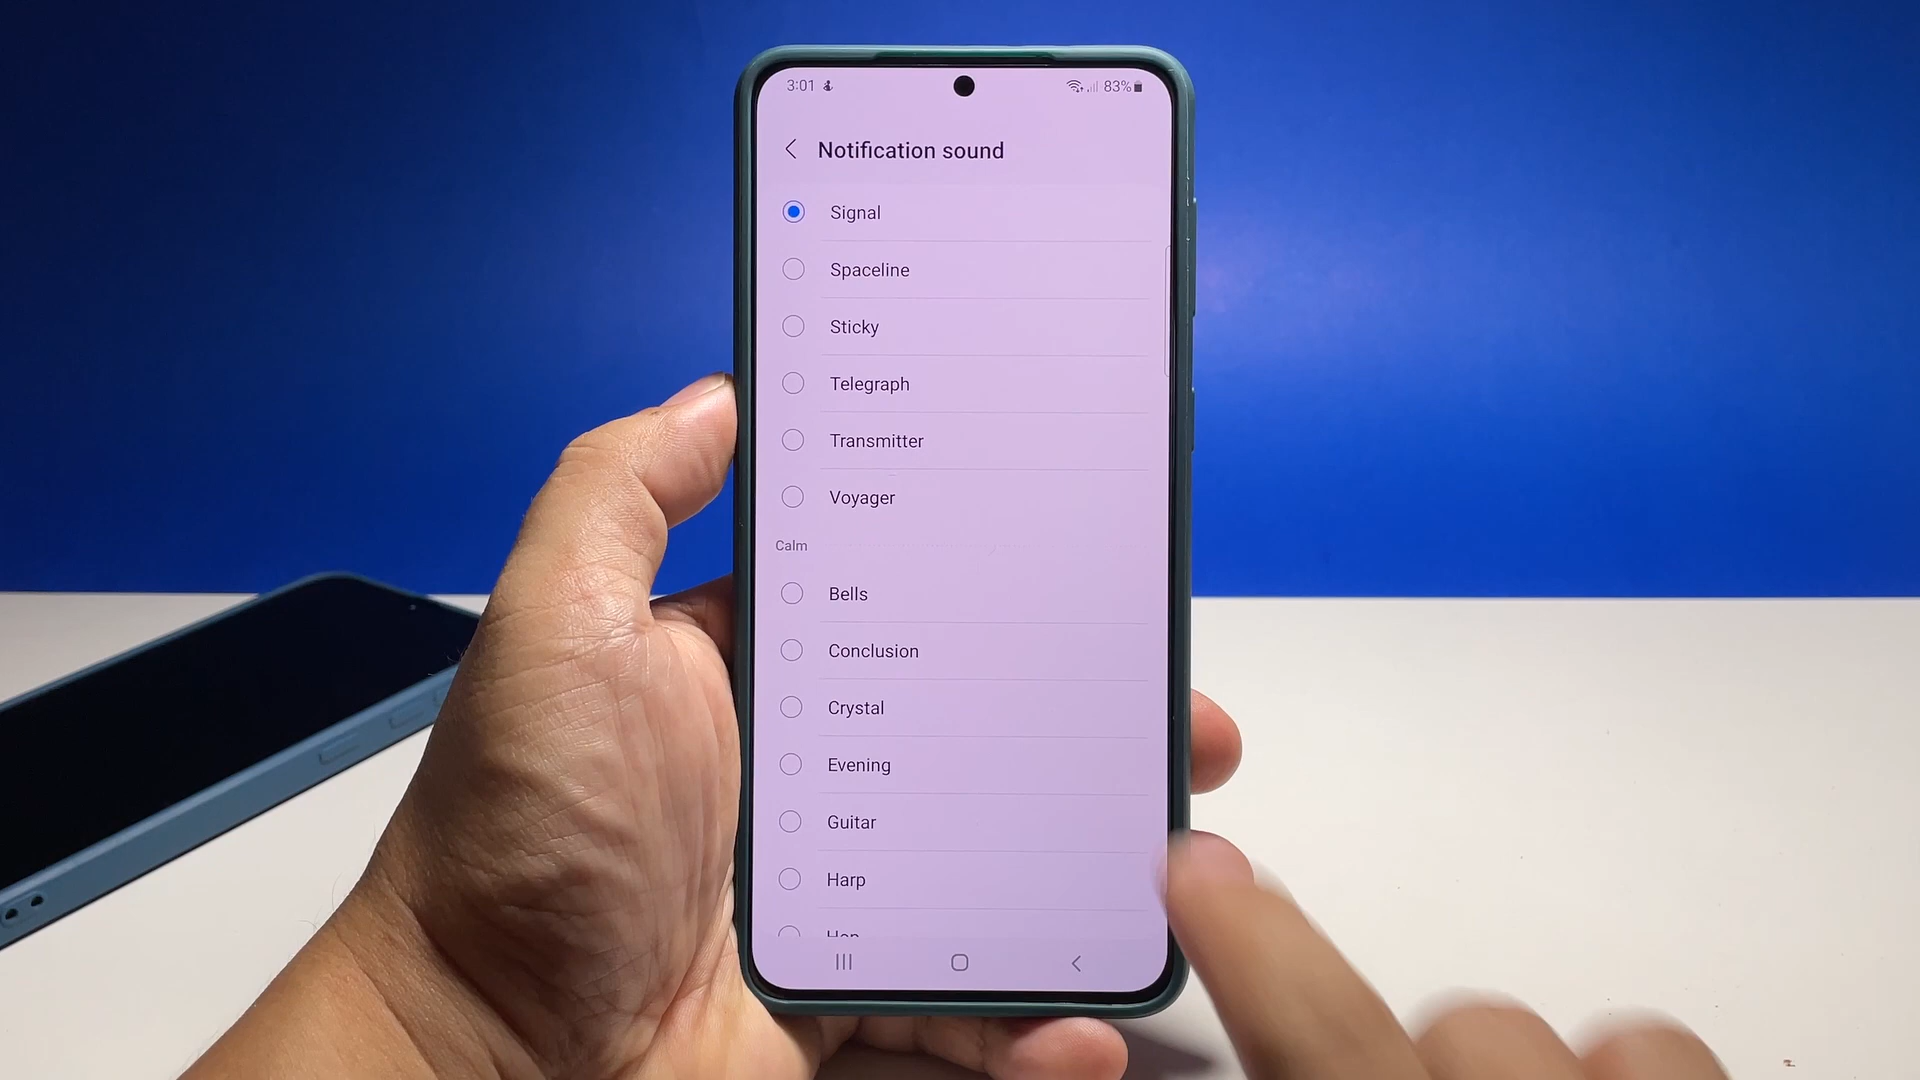 3:01
83%
Notification sound
Signal
Spaceline
Sticky
Telegraph
Transmitter
Voyager
Calm
Bells
Conclusion
Crystal
Evening
Guitar
Harp